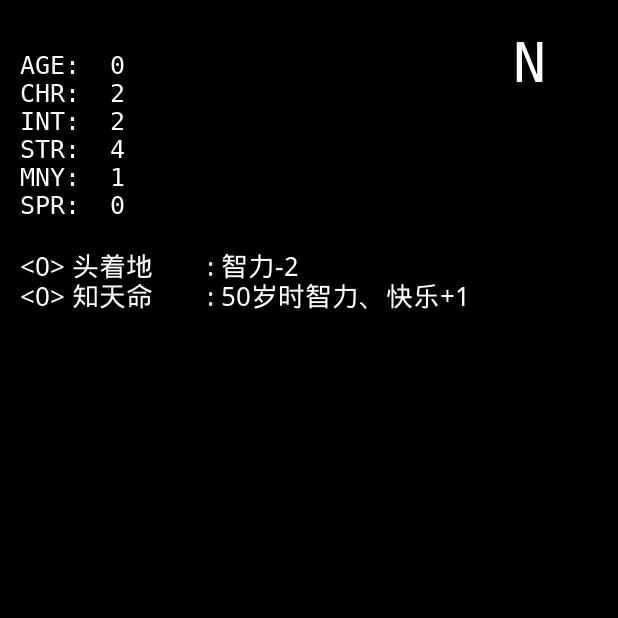 N
AGE: 0
CHR: 2
INT: 2
STR: 4
MNY: 1
SPR: 0
<0> 头着地 : 智力-2
<0> 知天命 : 50岁时智力、快乐+1